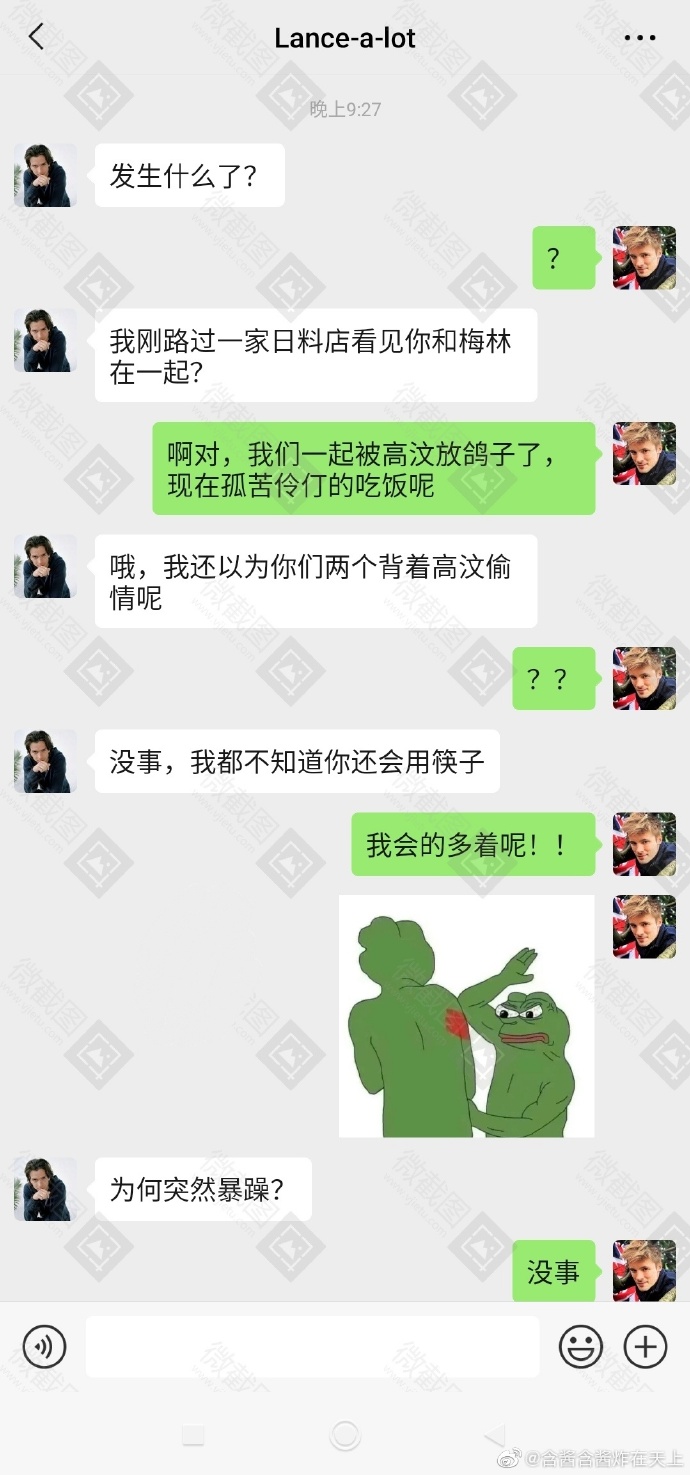 Lance-a-lot
晚上9:27
发生什么了？
？
我刚路过一家日料店看见你和梅林
在一起？
啊对，我们一起被高汶放鸽子了，
现在孤苦伶仃的吃饭呢
哦，我还以为你们两个背着高汶偷
情呢
？？
没事，我都不知道你还会用筷子
我会的多着呢！！
为何突然暴躁？
没事
微截图
@含酱含酱炸在天上